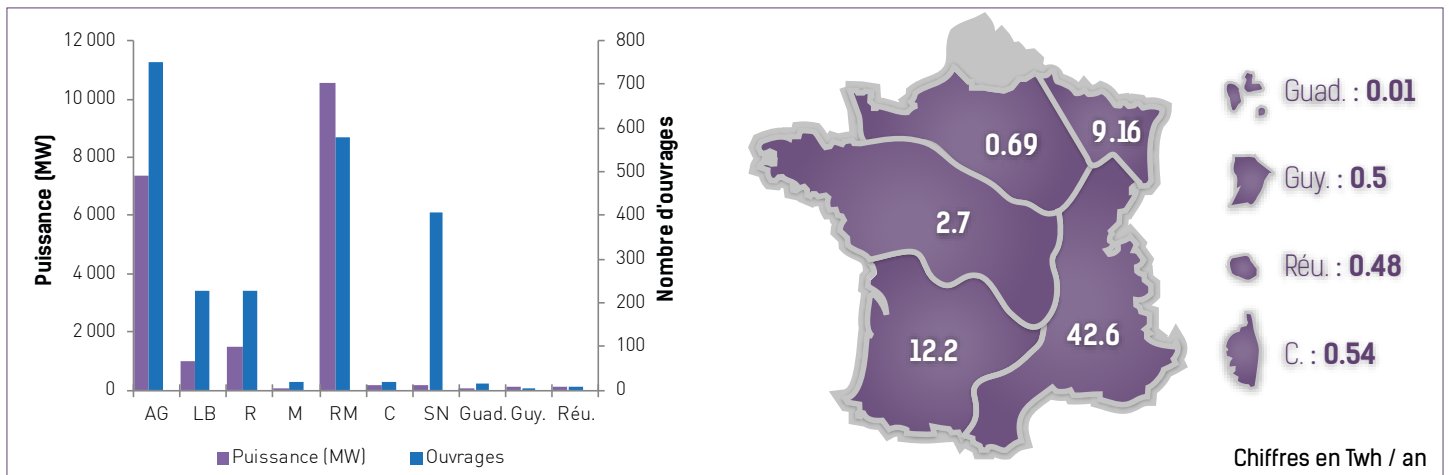 Puissance (MW)
12 000
10 000
8 000
6 000
4 000
2 000
0
800
700
600
500
400
300
200
100
0
Nombre d'ouvrages
AG LB R M RM C SN Guad. Guy. Réu.
Puissance (MW) Ouvrages
0.69
9.16
2.7
12.2
42.6
Guad. : 0.01
Guy. : 0.5
Réu. : 0.48
C. : 0.54
Chiffres en Twh / an